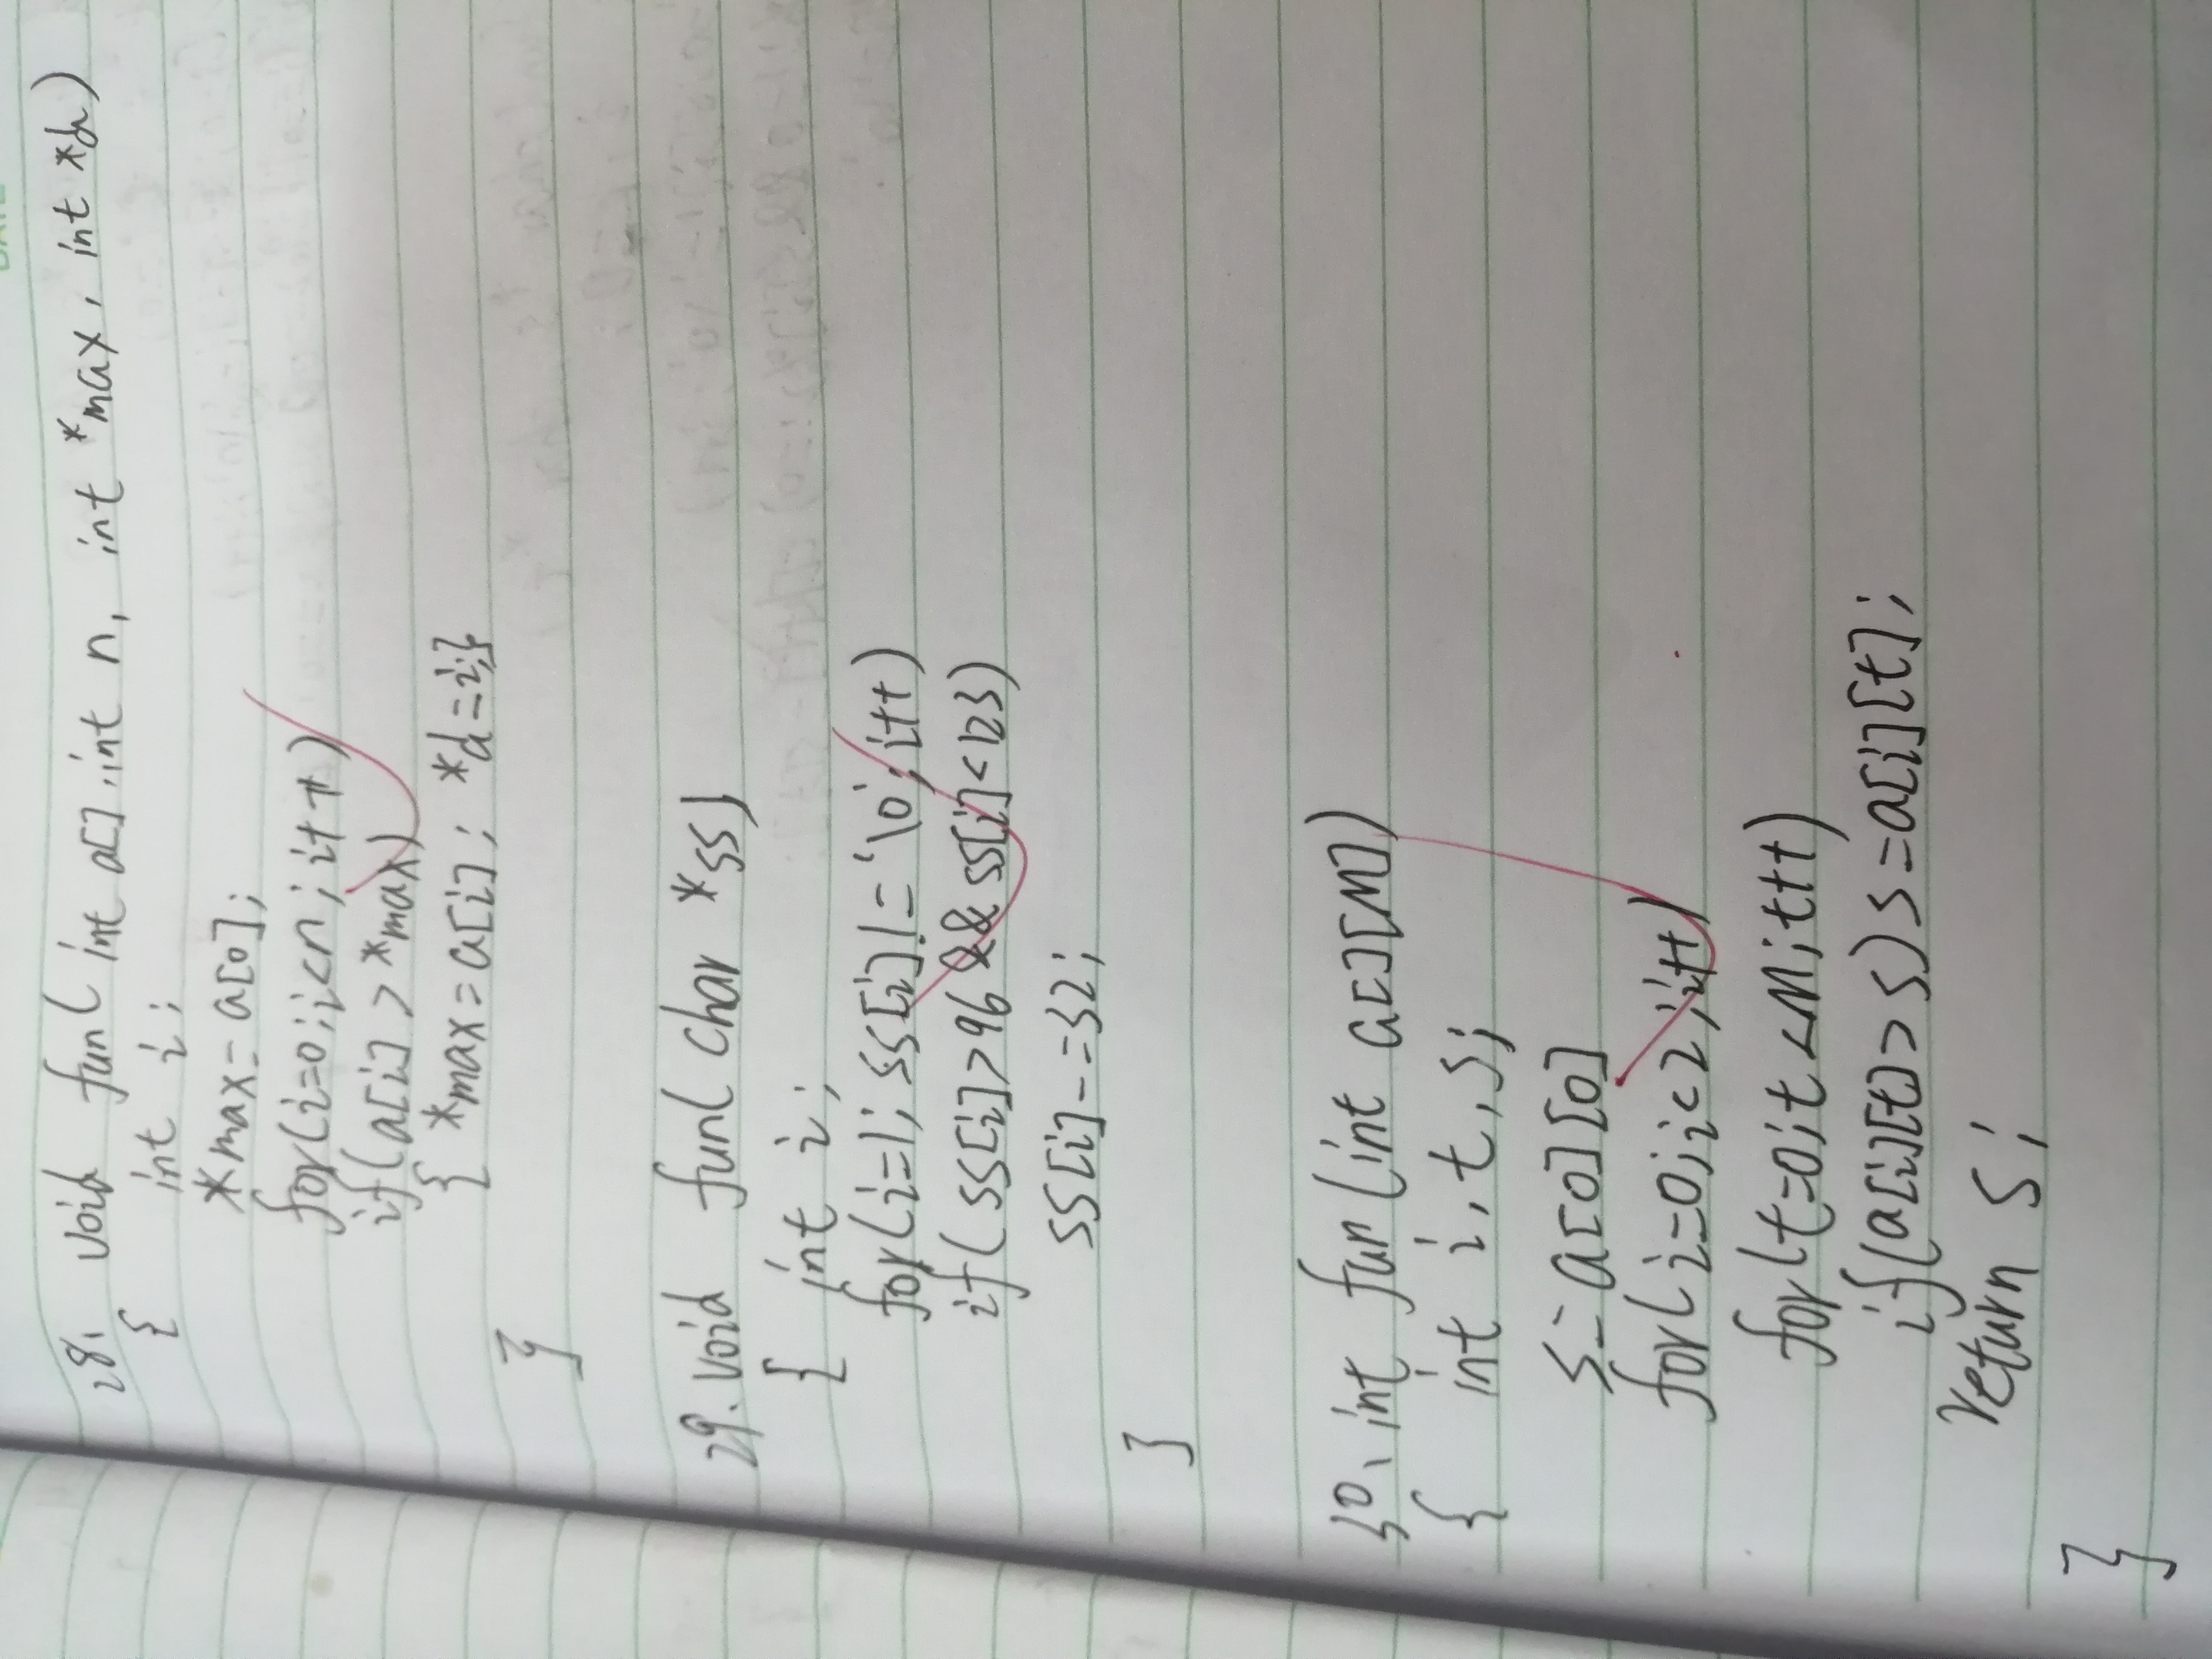 DATE
28、 void fun( int a[], int n, int *max, int *d)
{ int i;
*max= a[0];
for(i=0;i<n;i++)
if(a[i] > *max)
{ *max=a[i]; *d=i;}
}
29. void fun( char *ss)
{ int i;
for(i=1; ss[i]!='\0'; i++)
if( ss[i]>96 && ss[i]<123)
ss[i]-=32;
}
30、int fun (int a[][M])
{ int i, t, s;
s=a[0][0]
for(i=0;i<2;i++)
for(t=0;t<M;t++)
if(a[i][t]>s) s=a[i][t];
return s;
}